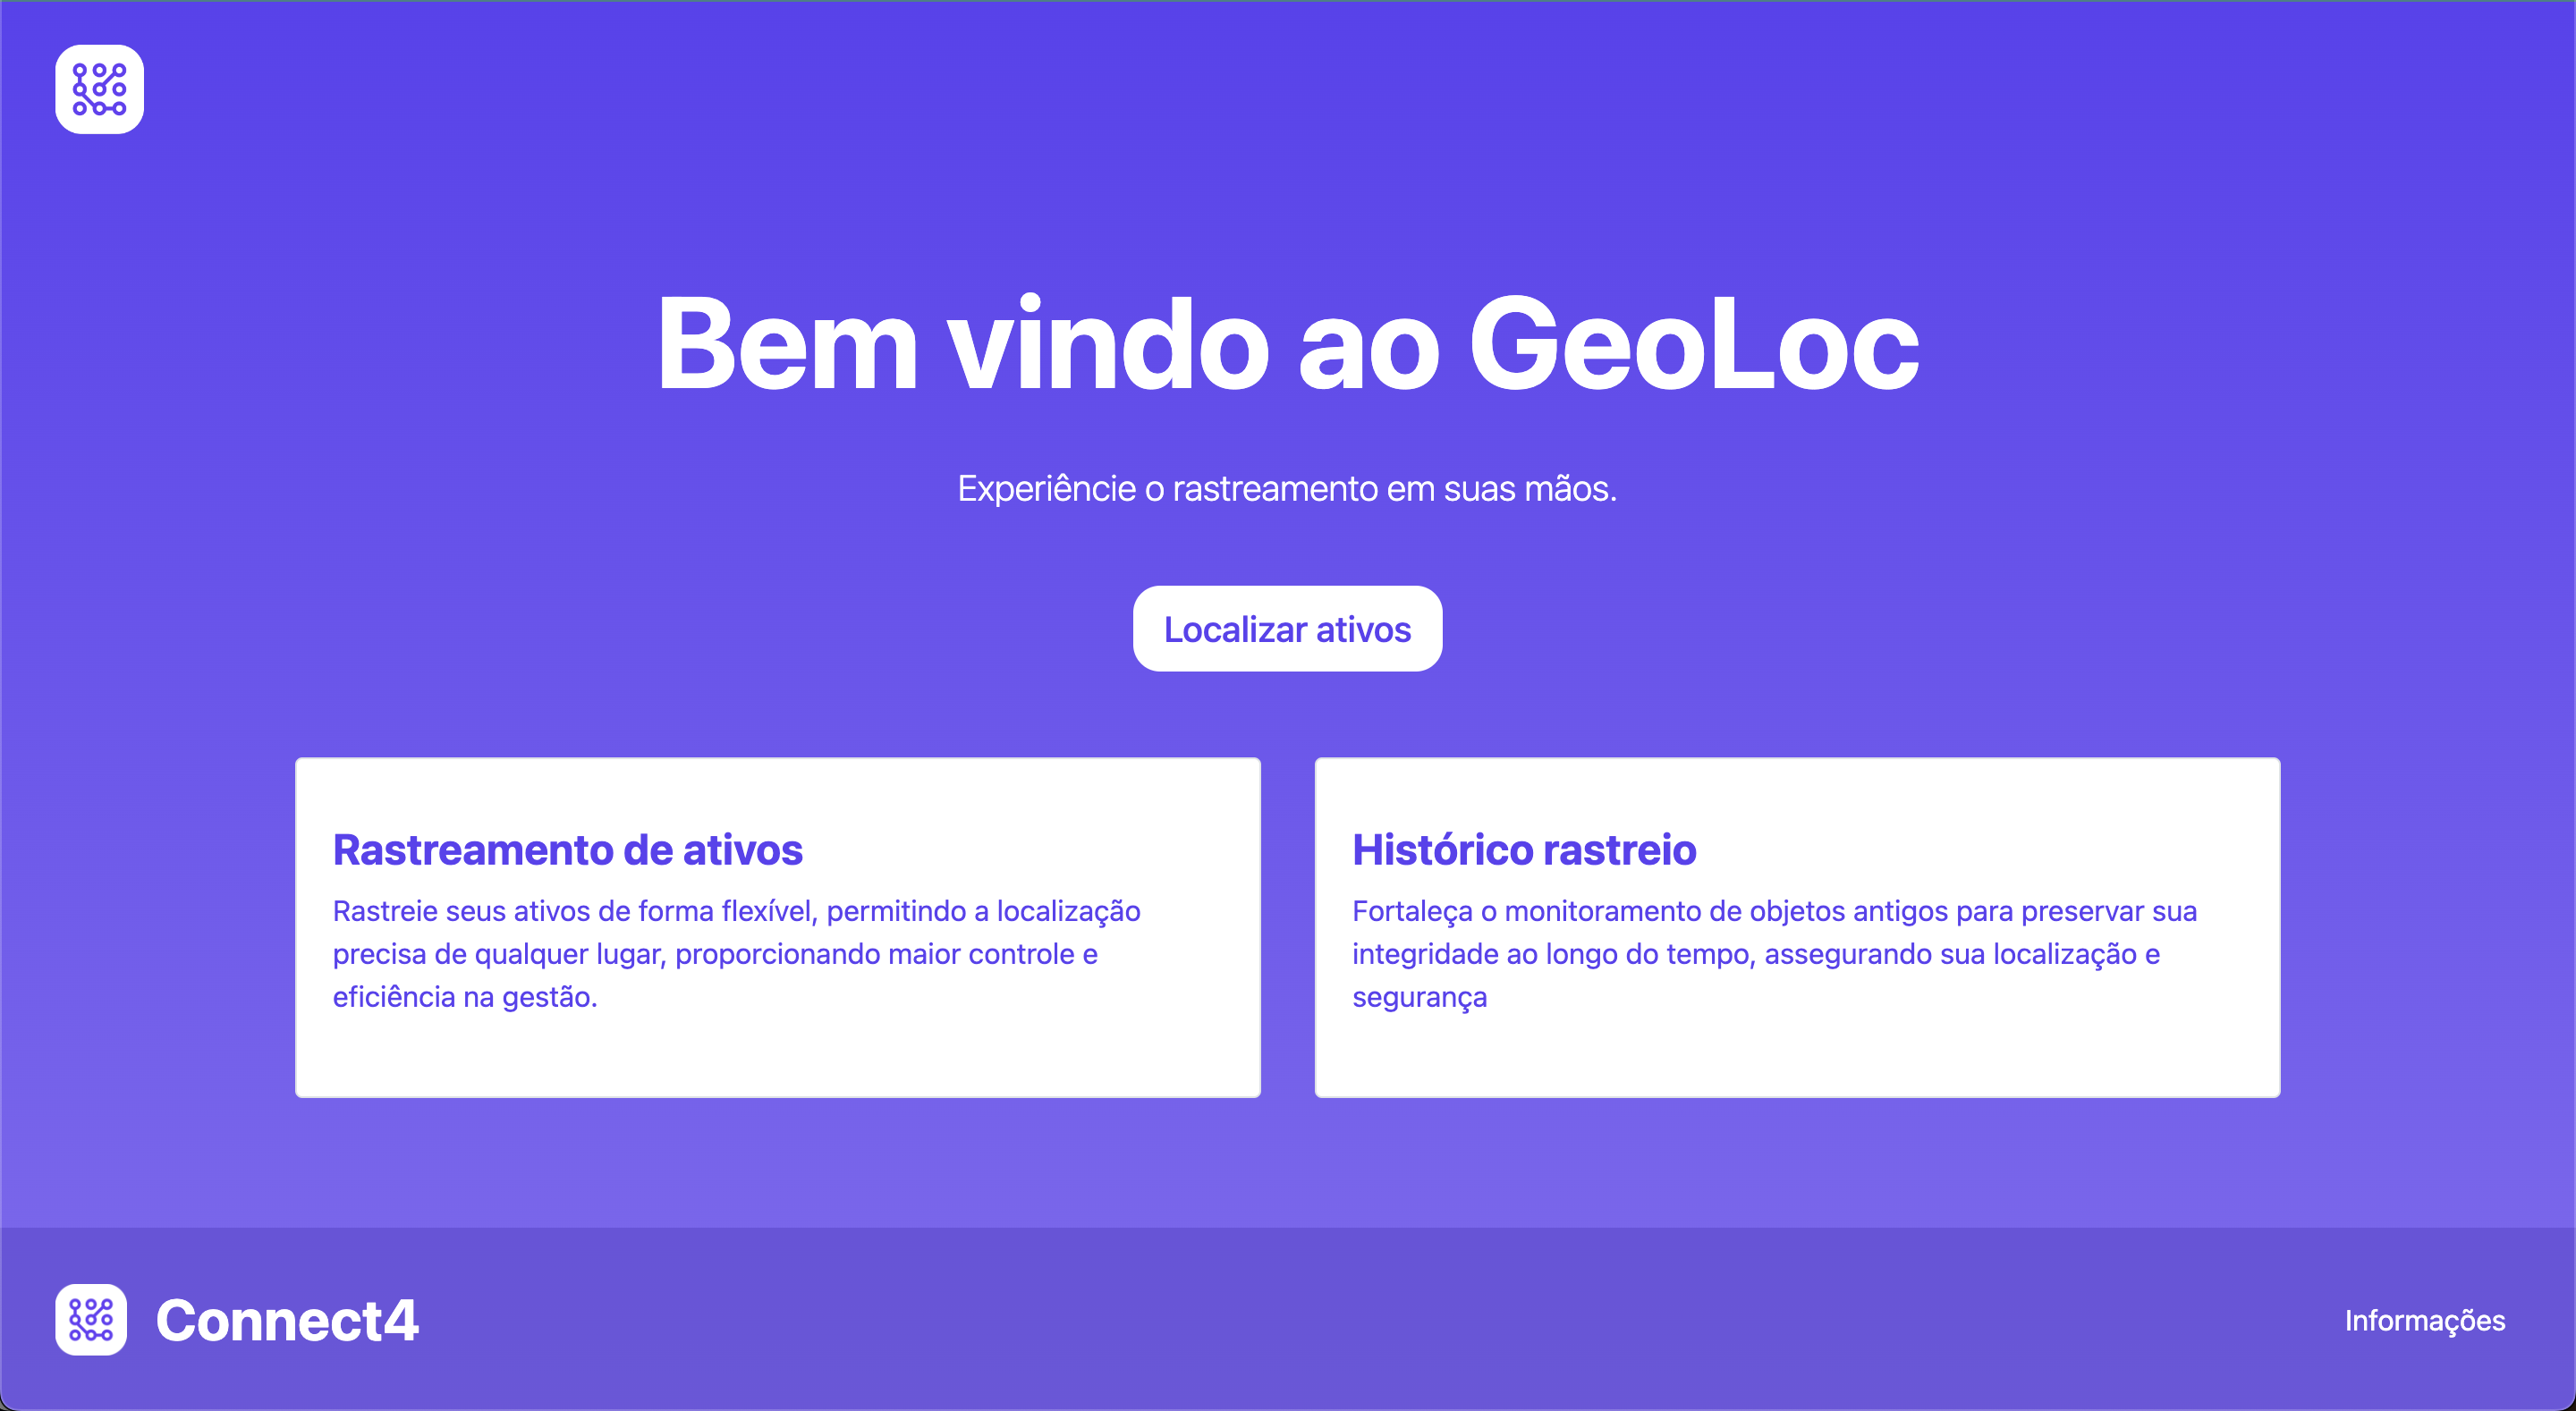 Bem vindo ao GeoLoc
Experiêncie o rastreamento em suas mãos.
Localizar ativos
Rastreamento de ativos
Rastreie seus ativos de forma flexível, permitindo a localização
precisa de qualquer lugar, proporcionando maior controle e
eficiência na gestão.
Histórico rastreio
Fortaleça o monitoramento de objetos antigos para preservar sua
integridade ao longo do tempo, assegurando sua localização e
segurança
Connect4
Informações